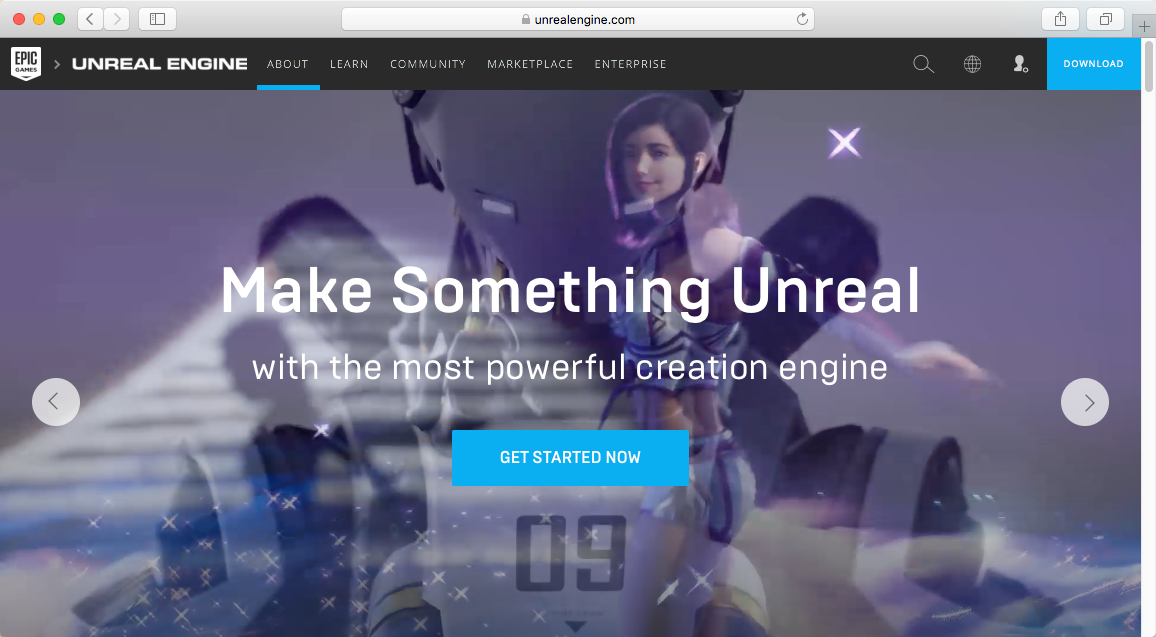 unrealengine.com
EPIC
GAMES
UNREAL ENGINE
ABOUT
LEARN
COMMUNITY
MARKETPLACE
ENTERPRISE
DOWNLOAD
Make Something Unreal
with the most powerful creation engine
GET STARTED NOW
09